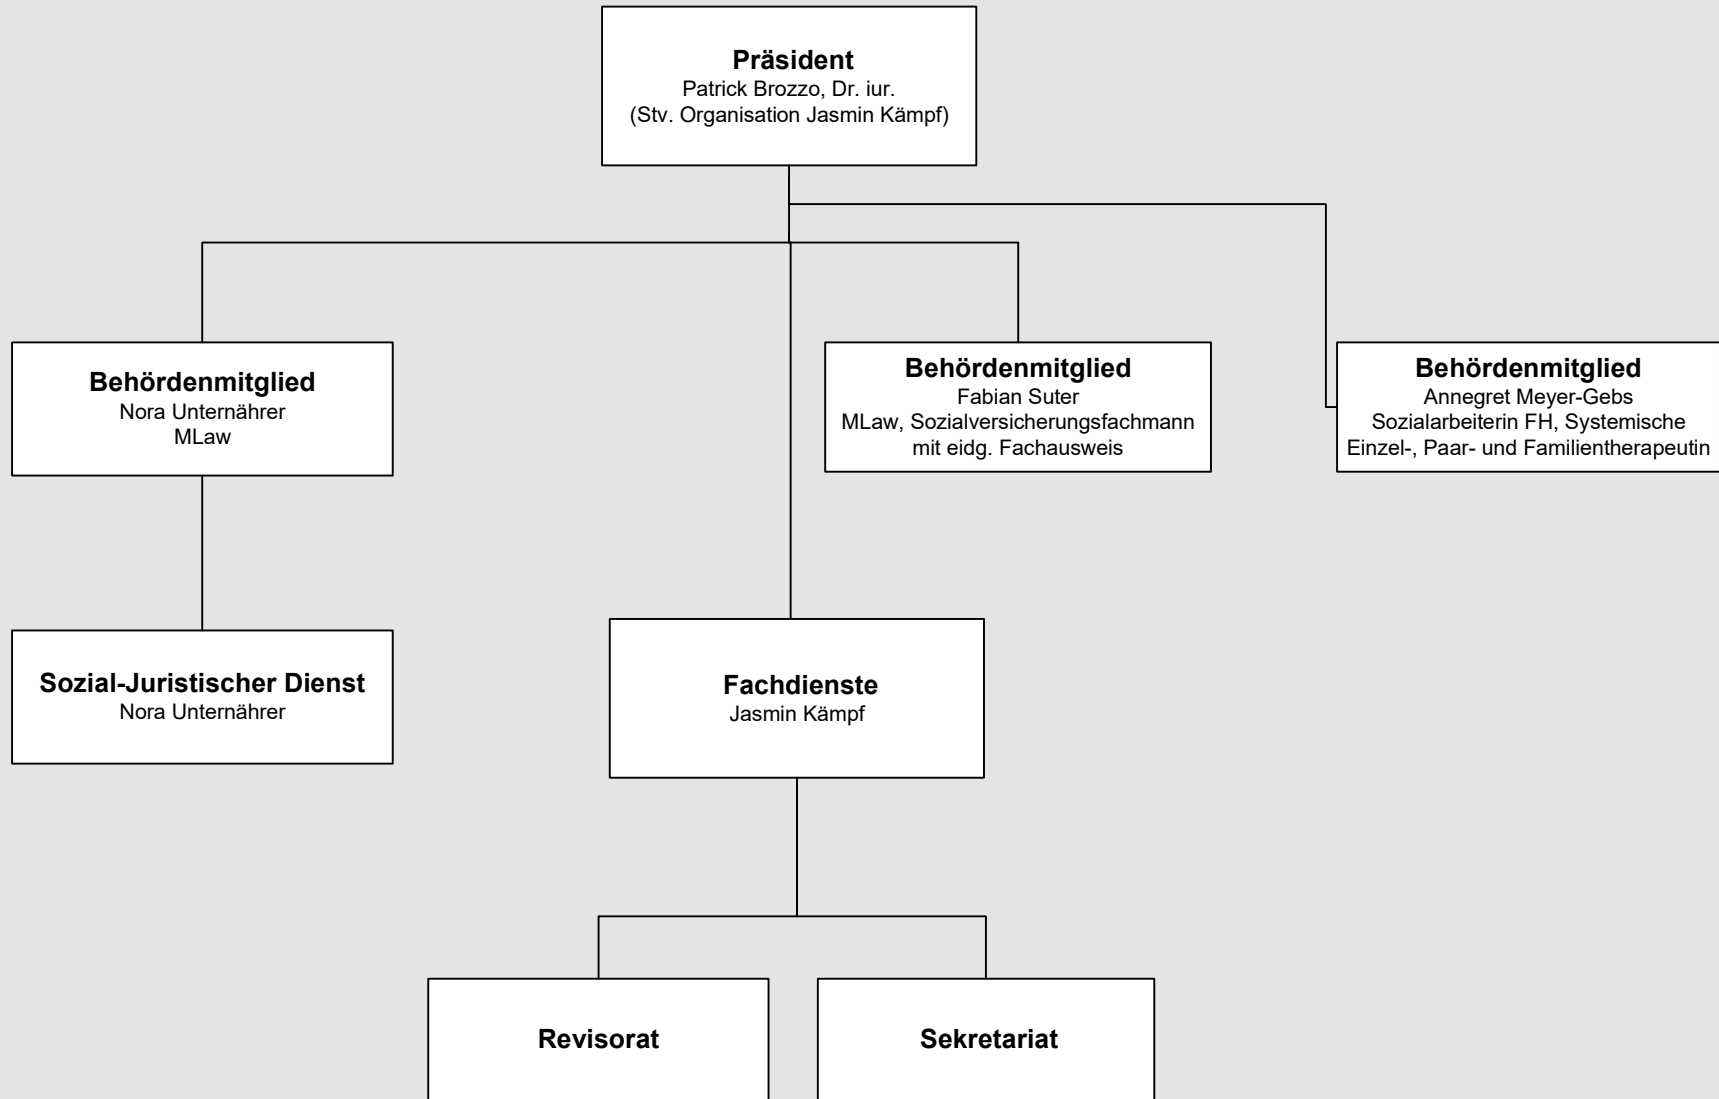 Präsident
Patrick Brozzo, Dr. iur.
(Stv. Organisation Jasmin Kämpf)
Behördenmitglied
Nora Unternährer
MLaw
Behördenmitglied
Fabian Suter
MLaw, Sozialversicherungsfachmann
mit eidg. Fachausweis
Behördenmitglied
Annegret Meyer-Gebs
Sozialarbeiterin FH, Systemische
Einzel-, Paar- und Familientherapeutin
Sozial-Juristischer Dienst
Nora Unternährer
Fachdienste
Jasmin Kämpf
Revisorat
Sekretariat